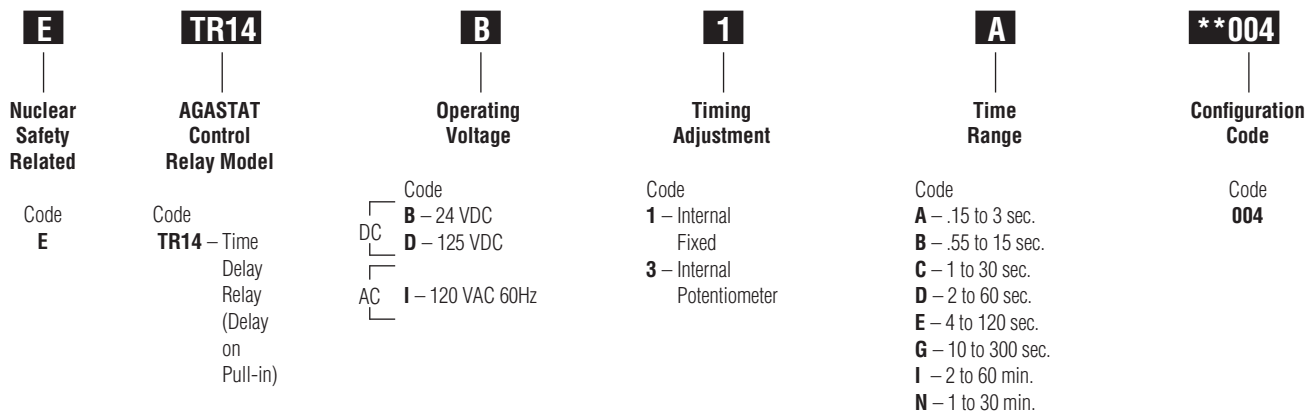 E TR14 B 1 A **004
Nuclear
Safety
Related
Code
E
AGASTAT
Control
Relay Model
Code
TR14 – Time
Delay
Relay
(Delay
on
Pull-in)
Operating
Voltage
Code
DC
B – 24 VDC
D – 125 VDC
AC
I – 120 VAC 60Hz
Timing
Adjustment
Code
1 – Internal
Fixed
3 – Internal
Potentiometer
Time
Range
Code
A – .15 to 3 sec.
B – .55 to 15 sec.
C – 1 to 30 sec.
D – 2 to 60 sec.
E – 4 to 120 sec.
G – 10 to 300 sec.
I – 2 to 60 min.
N – 1 to 30 min.
Configuration
Code
Code
004